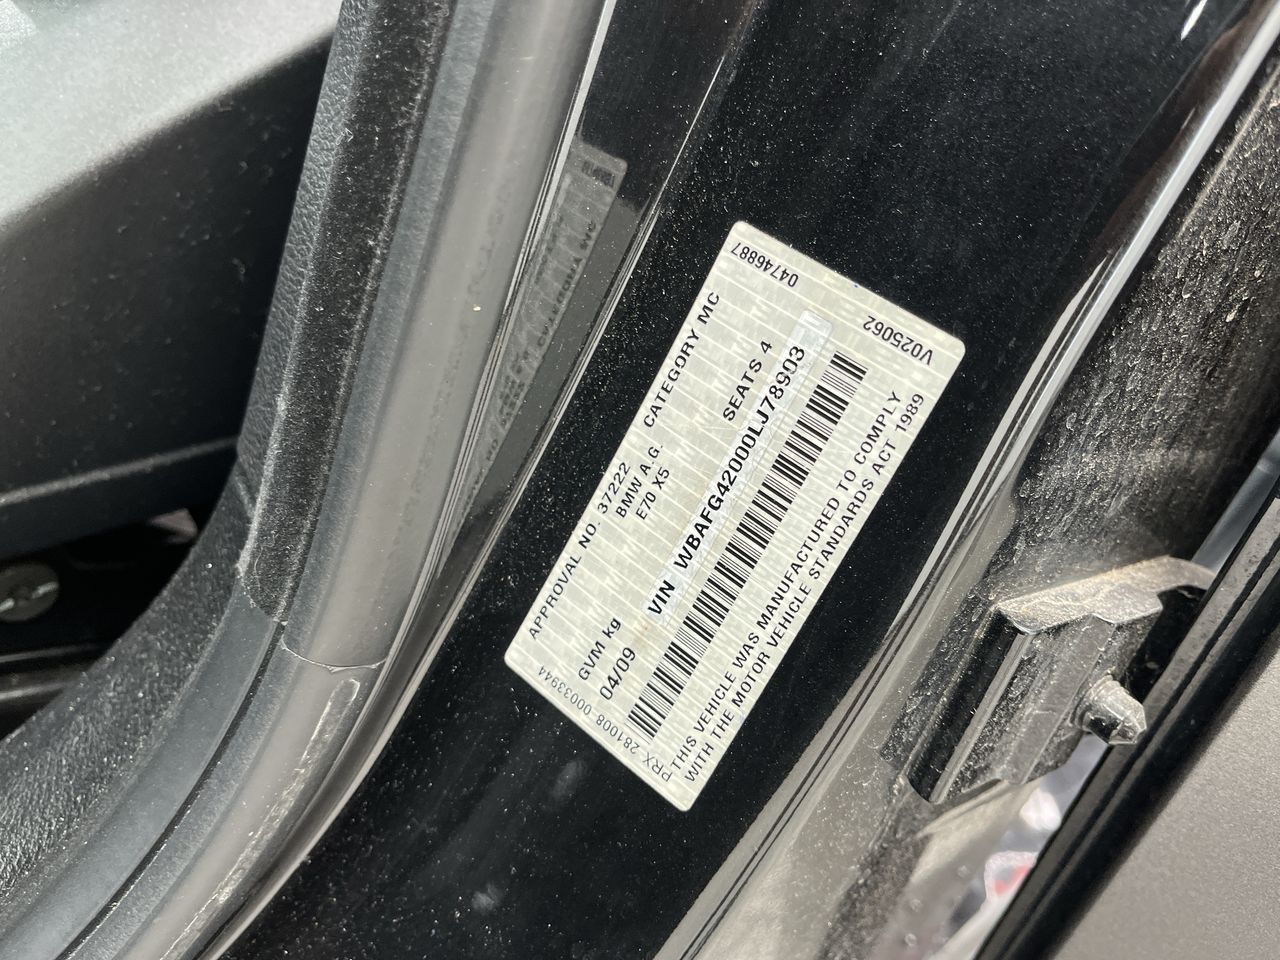 04746887
V025062
APPROVAL NO. 37222 CATEGORY MC
BMW A.G.
E70 X5
GVM kg SEATS 4
04/09 VIN WBAFG42000LJ78903
THIS VEHICLE WAS MANUFACTURED TO COMPLY
WITH THE MOTOR VEHICLE STANDARDS ACT 1989
PRX 281008 00033944